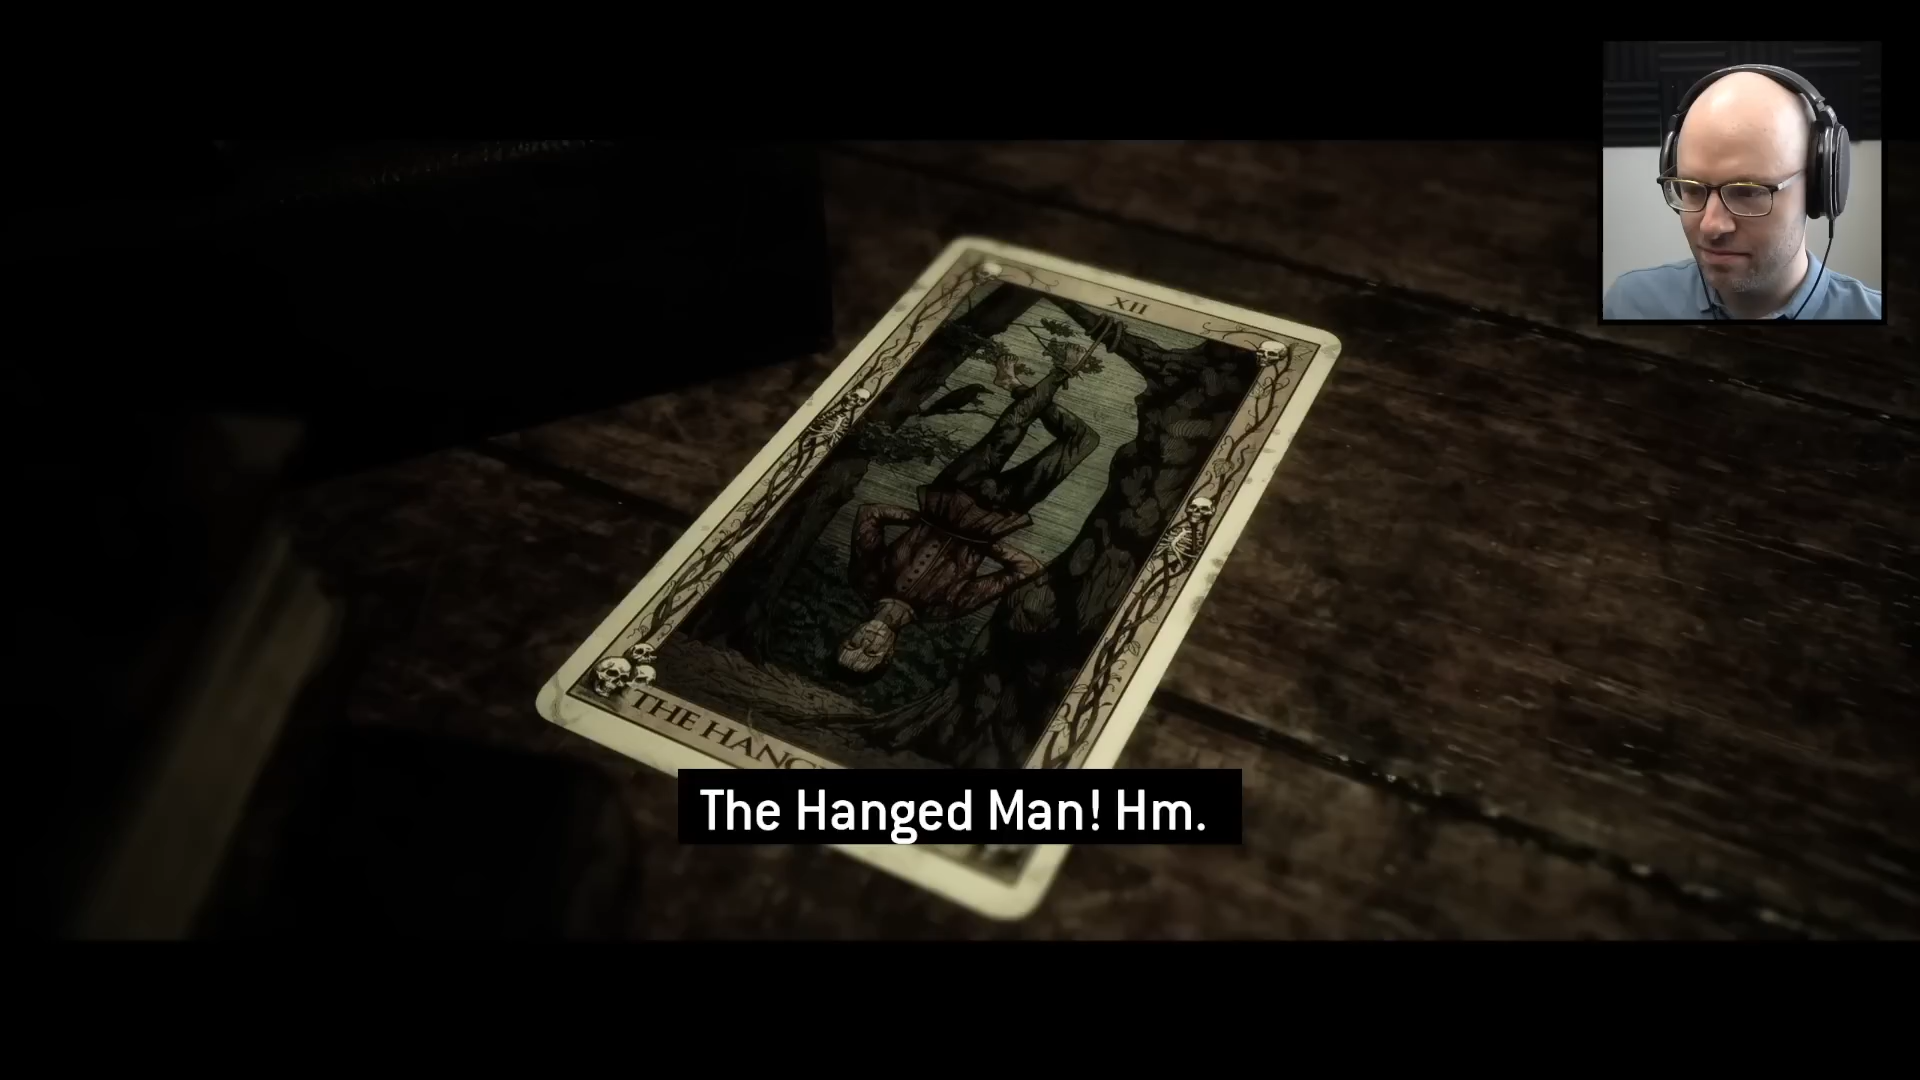 XII
THE HANG
The Hanged Man! Hm.